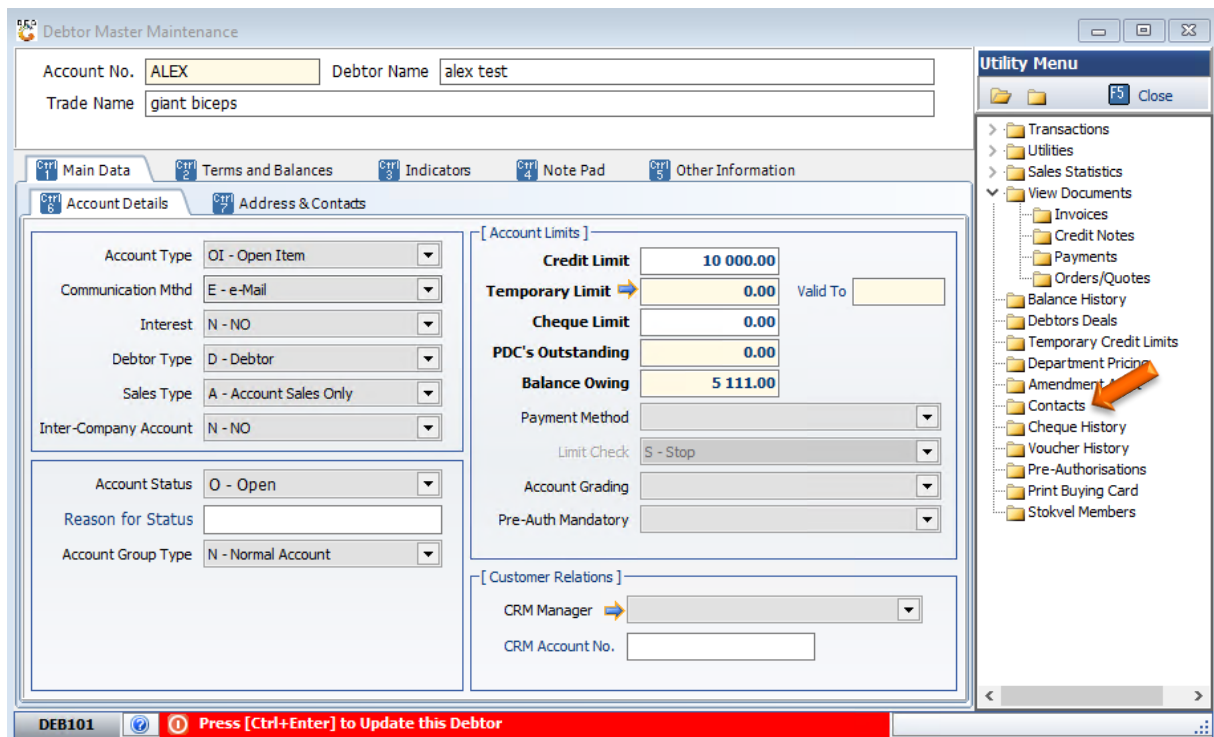 Debtor Master Maintenance
Account No. ALEX Debtor Name alex test
Trade Name giant biceps
Ctrl 1 Main Data Ctrl 2 Terms and Balances Ctrl 3 Indicators Ctrl 4 Note Pad Ctrl 5 Other Information
Ctrl 6 Account Details Ctrl 7 Address & Contacts
Account Type OI - Open Item
Communication Mthd E - e-Mail
Interest N - NO
Debtor Type D - Debtor
Sales Type A - Account Sales Only
Inter-Company Account N - NO
Account Status O - Open
Reason for Status
Account Group Type N - Normal Account
[ Account Limits ]
Credit Limit 10 000.00
Temporary Limit 0.00 Valid To
Cheque Limit 0.00
PDC's Outstanding 0.00
Balance Owing 5 111.00
Payment Method
Limit Check S - Stop
Account Grading
Pre-Auth Mandatory
[ Customer Relations ]
CRM Manager
CRM Account No.
Utility Menu
F5 Close
Transactions
Utilities
Sales Statistics
View Documents
Invoices
Credit Notes
Payments
Orders/Quotes
Balance History
Debtors Deals
Temporary Credit Limits
Department Pricing
Amendment
Contacts
Cheque History
Voucher History
Pre-Authorisations
Print Buying Card
Stokvel Members
DEB101 Press [Ctrl+Enter] to Update this Debtor